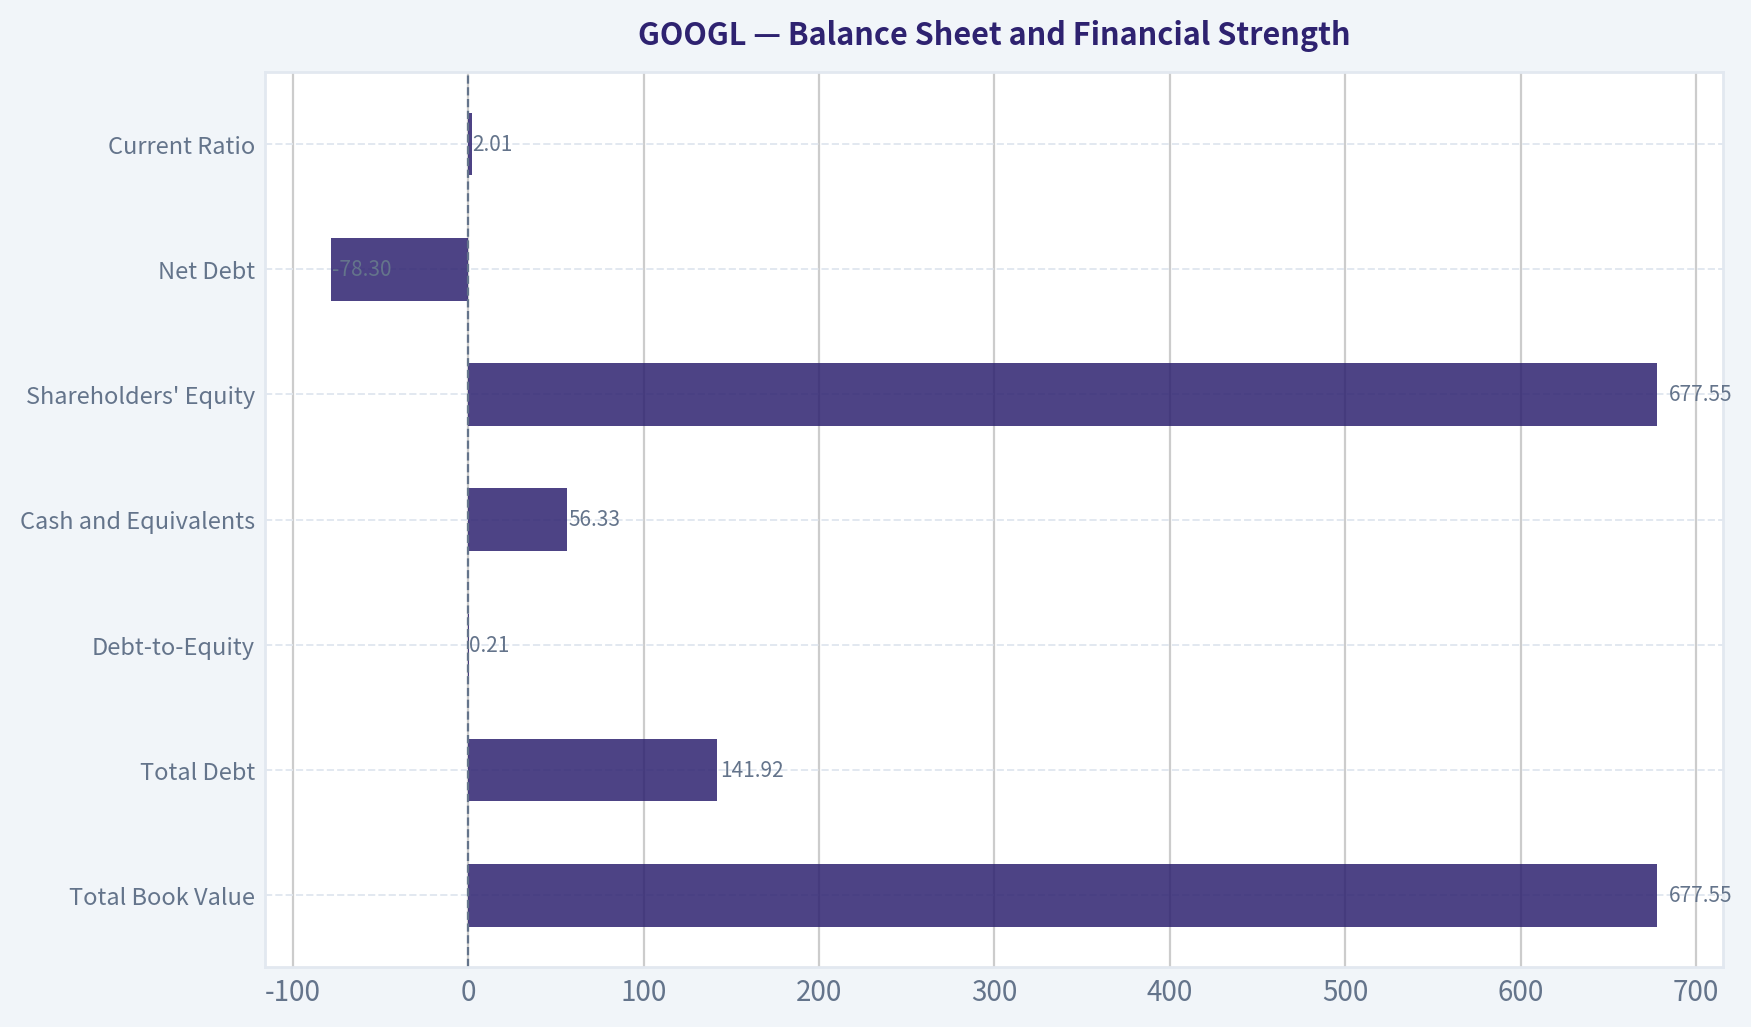 GOOGL — Balance Sheet and Financial Strength
Current Ratio
2.01
Net Debt
-78.30
Shareholders' Equity
677.55
Cash and Equivalents
56.33
Debt-to-Equity
0.21
Total Debt
141.92
Total Book Value
677.55
-100
0
100
200
300
400
500
600
700